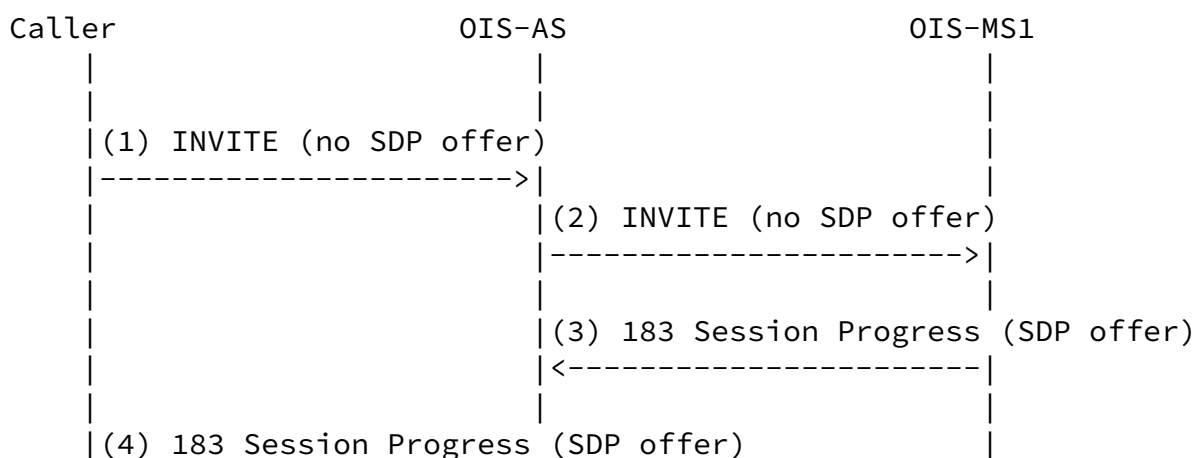 Caller OIS-AS OIS-MS1
(1) INVITE (no SDP offer)
(2) INVITE (no SDP offer)
(3) 183 Session Progress (SDP offer)
(4) 183 Session Progress (SDP offer)